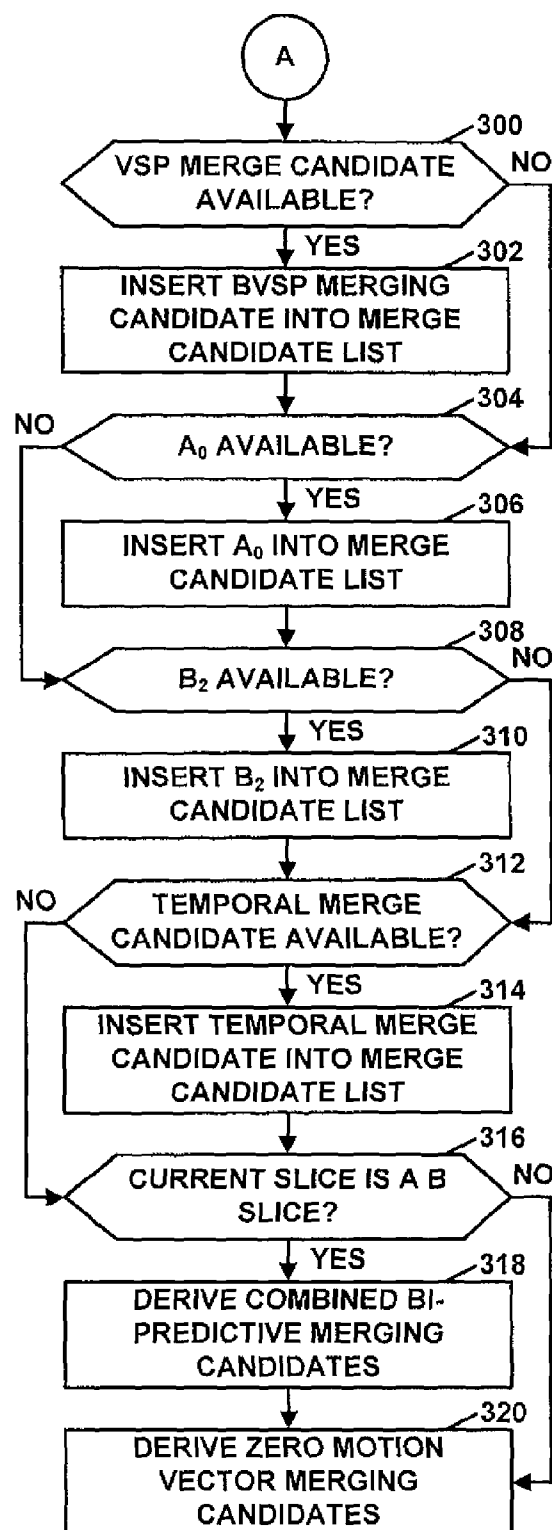 A
300
VSP MERGE CANDIDATE
AVAILABLE?
NO
YES
302
INSERT BVSP MERGING
CANDIDATE INTO MERGE
CANDIDATE LIST
304
NO
A₀ AVAILABLE?
YES
306
INSERT A₀ INTO MERGE
CANDIDATE LIST
308
NO
B₂ AVAILABLE?
YES
310
INSERT B₂ INTO MERGE
CANDIDATE LIST
312
NO
TEMPORAL MERGE
CANDIDATE AVAILABLE?
YES
314
INSERT TEMPORAL MERGE
CANDIDATE INTO MERGE
CANDIDATE LIST
316
CURRENT SLICE IS A B
SLICE?
NO
YES
318
DERIVE COMBINED BI-
PREDICTIVE MERGING
CANDIDATES
320
DERIVE ZERO MOTION
VECTOR MERGING
CANDIDATES